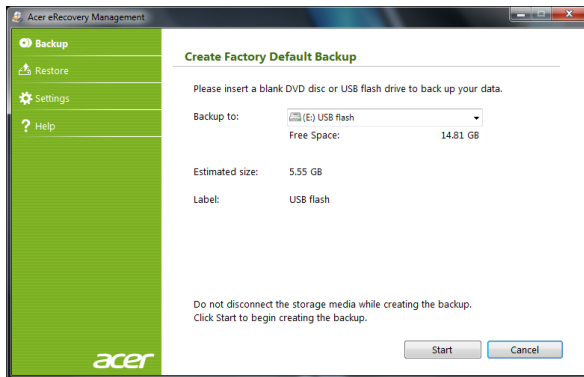 Acer eRecovery Management
Backup
Restore
Settings
? Help
Create Factory Default Backup
Please insert a blank DVD disc or USB flash drive to back up your data.
Backup to: (E:) USB flash
Free Space: 14.81 GB
Estimated size: 5.55 GB
Label: USB flash
Do not disconnect the storage media while creating the backup.
Click Start to begin creating the backup.
Start Cancel
acer